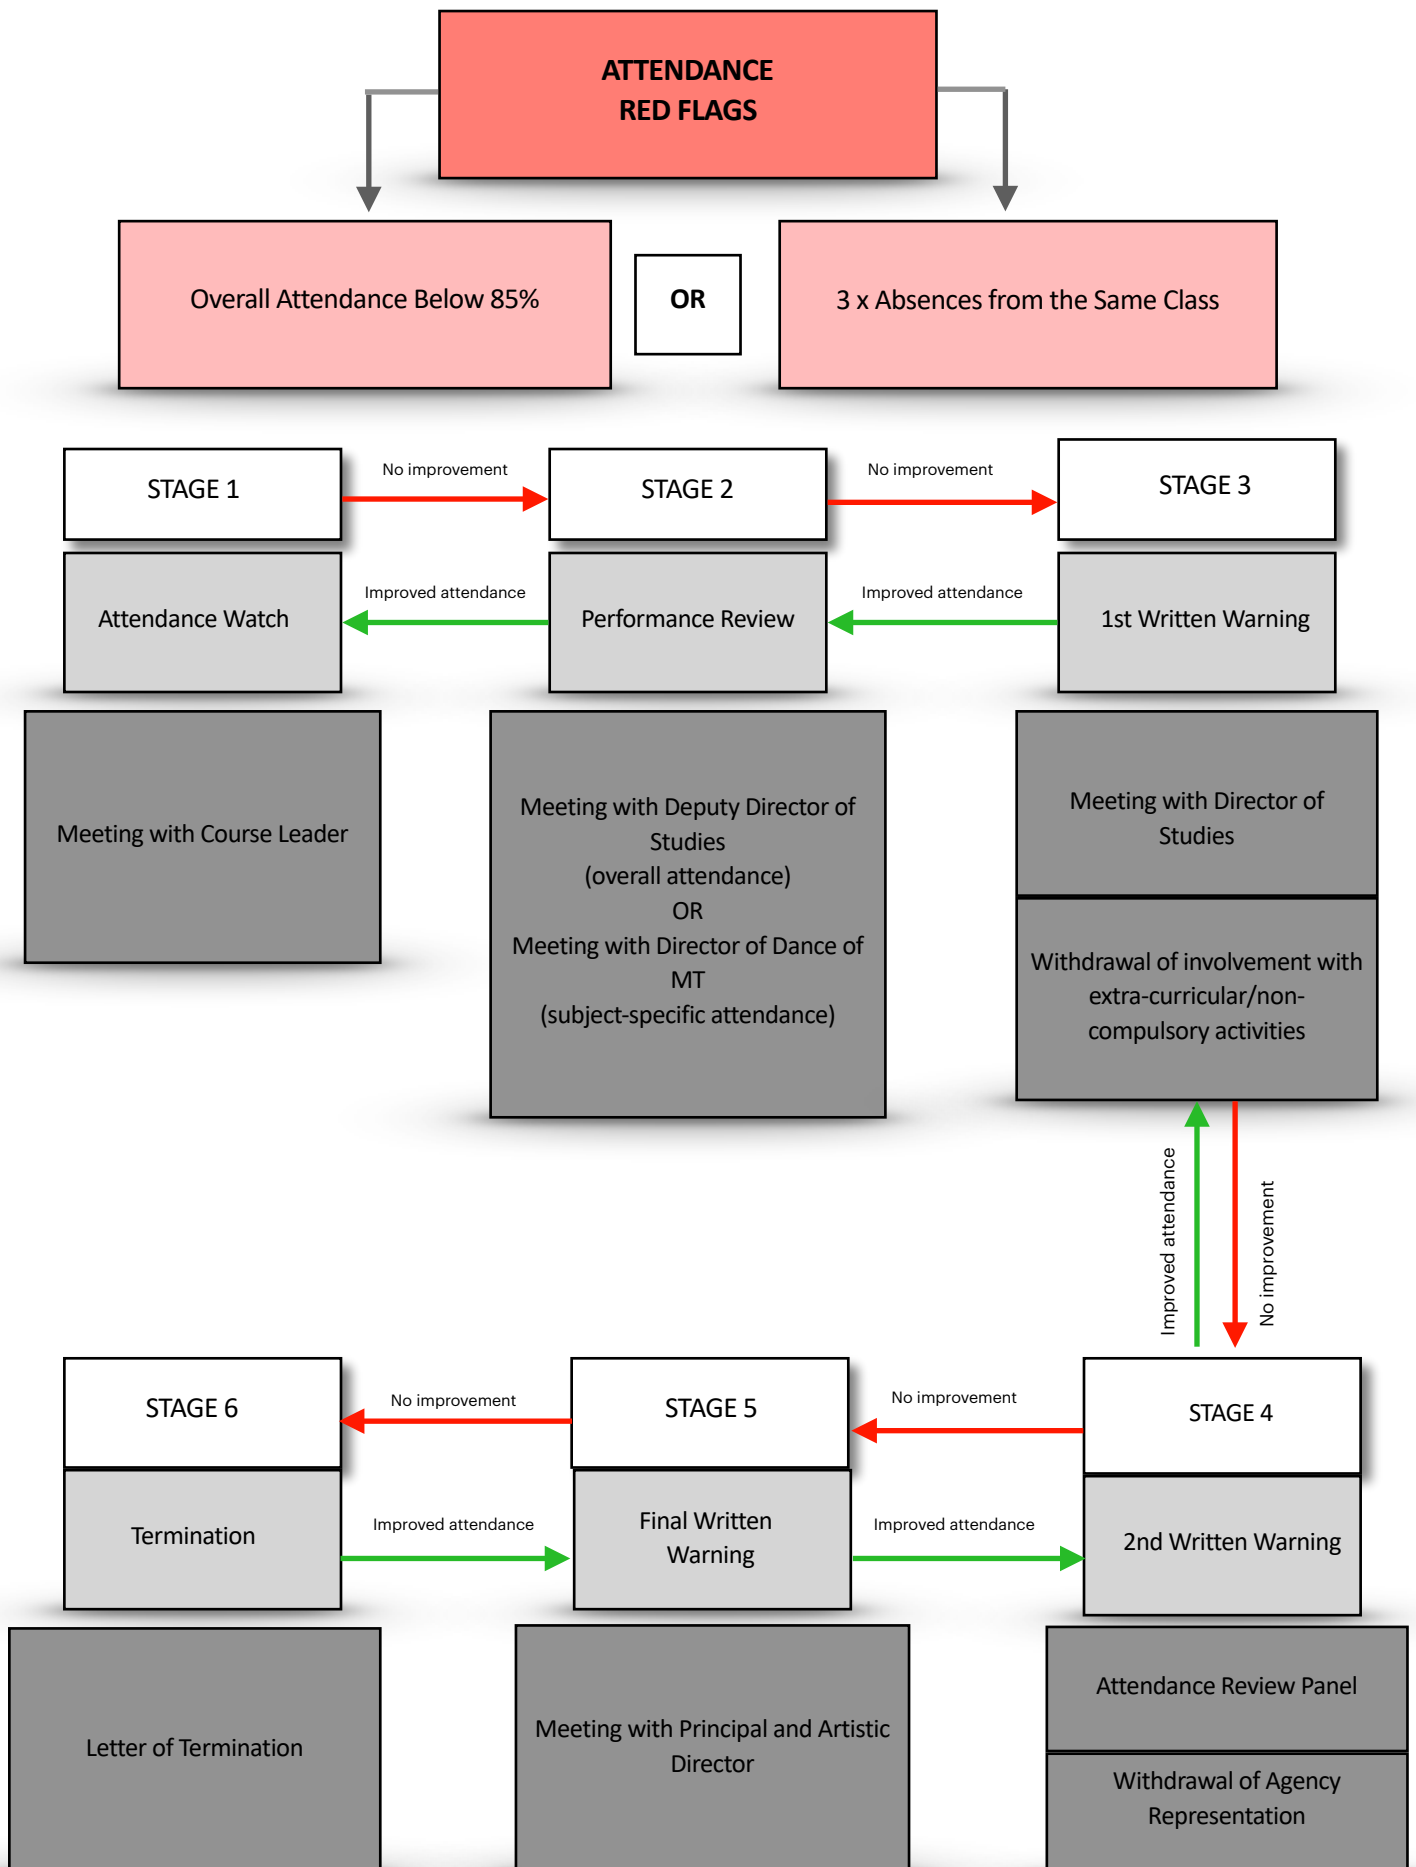 ATTENDANCE
RED FLAGS
Overall Attendance Below 85%
OR
3 x Absences from the Same Class
STAGE 1
No improvement
STAGE 2
No improvement
STAGE 3
Attendance Watch
Improved attendance
Performance Review
Improved attendance
1st Written Warning
Meeting with Course Leader
Meeting with Deputy Director of
Studies
(overall attendance)
OR
Meeting with Director of Dance of
MT
(subject-specific attendance)
Meeting with Director of
Studies
Withdrawal of involvement with
extra-curricular/non-
compulsory activities
Improved attendance
No improvement
STAGE 6
No improvement
STAGE 5
No improvement
STAGE 4
Termination
Improved attendance
Final Written
Warning
Improved attendance
2nd Written Warning
Letter of Termination
Meeting with Principal and Artistic
Director
Attendance Review Panel
Withdrawal of Agency
Representation